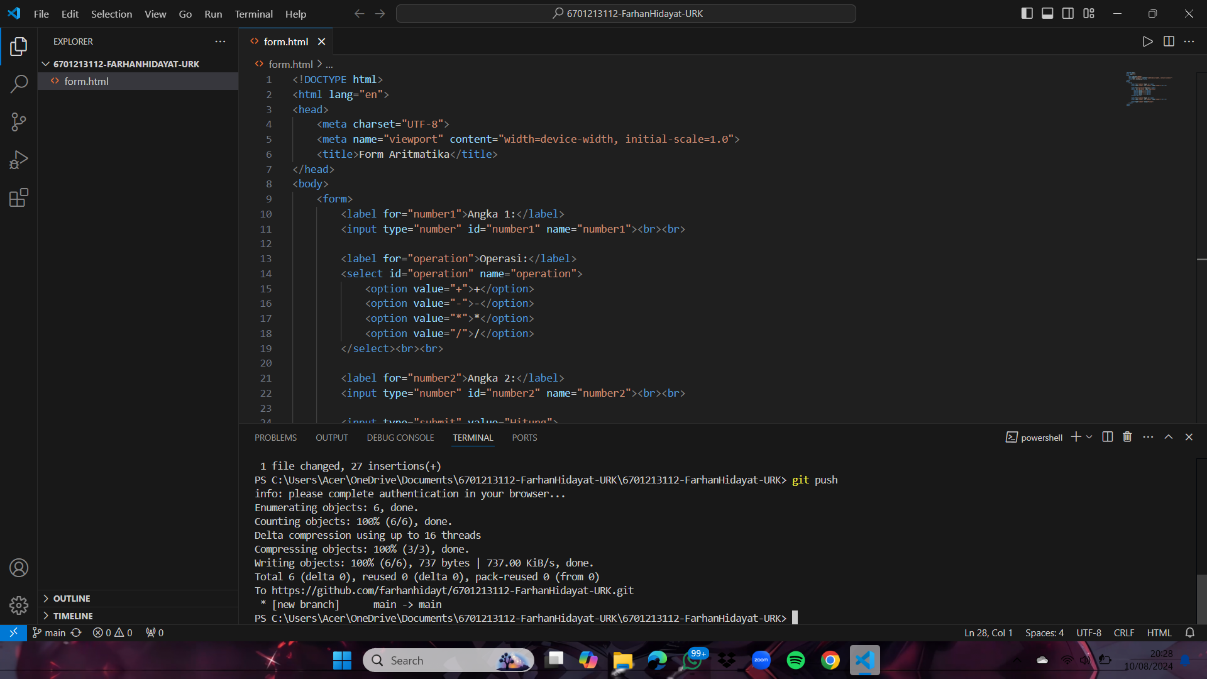 File Edit Selection View Go Run Terminal Help
6701213112-FarhanHidayat-URK
EXPLORER
6701213112-FARHANHIDAYAT-URK
form.html
OUTLINE
TIMELINE
form.html
form.html > ...
1 <!DOCTYPE html>
2 <html lang="en">
3 <head>
4 <meta charset="UTF-8">
5 <meta name="viewport" content="width=device-width, initial-scale=1.0">
6 <title>Form Aritmatika</title>
7 </head>
8 <body>
9 <form>
10 <label for="number1">Angka 1:</label>
11 <input type="number" id="number1" name="number1"><br><br>
12
13 <label for="operation">Operasi:</label>
14 <select id="operation" name="operation">
15 <option value="+">+</option>
16 <option value="-">-</option>
17 <option value="*">*</option>
18 <option value="/">/</option>
19 </select><br><br>
20
21 <label for="number2">Angka 2:</label>
22 <input type="number" id="number2" name="number2"><br><br>
23
24 <input type="submit" value="Hitung">
PROBLEMS OUTPUT DEBUG CONSOLE TERMINAL PORTS
powershell
1 file changed, 27 insertions(+)
PS C:\Users\Acer\OneDrive\Documents\6701213112-FarhanHidayat-URK\6701213112-FarhanHidayat-URK> git push
info: please complete authentication in your browser...
Enumerating objects: 6, done.
Counting objects: 100% (6/6), done.
Delta compression using up to 16 threads
Compressing objects: 100% (3/3), done.
Writing objects: 100% (6/6), 737 bytes | 737.00 KiB/s, done.
Total 6 (delta 0), reused 0 (delta 0), pack-reused 0 (from 0)
To https://github.com/farhanhidayt/6701213112-FarhanHidayat-URK.git
* [new branch] main -> main
PS C:\Users\Acer\OneDrive\Documents\6701213112-FarhanHidayat-URK\6701213112-FarhanHidayat-URK>
main 0 0 0
Ln 28, Col 1 Spaces: 4 UTF-8 CRLF HTML
Search
99+
zoom
20:28
10/08/2024